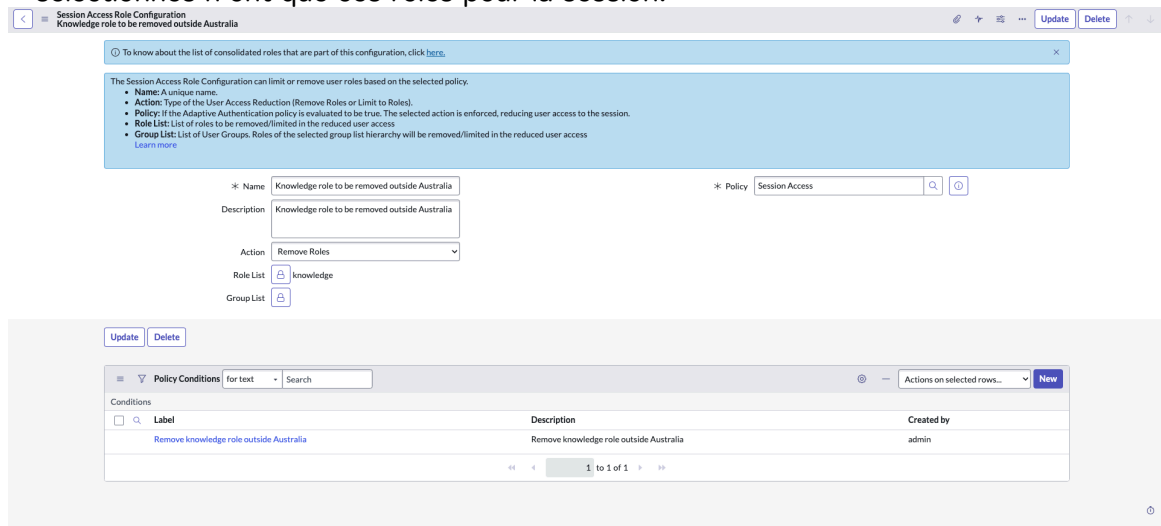 sélectionnés n'ont que ces rôles pour la session.
Session Access Role Configuration
Knowledge role to be removed outside Australia
Update Delete
To know about the list of consolidated roles that are part of this configuration, click here.
The Session Access Role Configuration can limit or remove user roles based on the selected policy.
• Name: A unique name.
• Action: Type of the User Access Reduction (Remove Roles or Limit to Roles).
• Policy: If the Adaptive Authentication policy is evaluated to be true. The selected action is enforced, reducing user access to the session.
• Role List: List of roles to be removed/limited in the reduced user access
• Group List: List of User Groups. Roles of the selected group list hierarchy will be removed/limited in the reduced user access
Learn more
Name Knowledge role to be removed outside Australia
Policy Session Access
Description Knowledge role to be removed outside Australia
Action Remove Roles
Role List knowledge
Group List
Update Delete
Policy Conditions for text Search Actions on selected rows... New
Conditions
Label Description Created by
Remove knowledge role outside Australia Remove knowledge role outside Australia admin
1 to 1 of 1